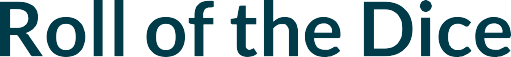 Roll of the Dice